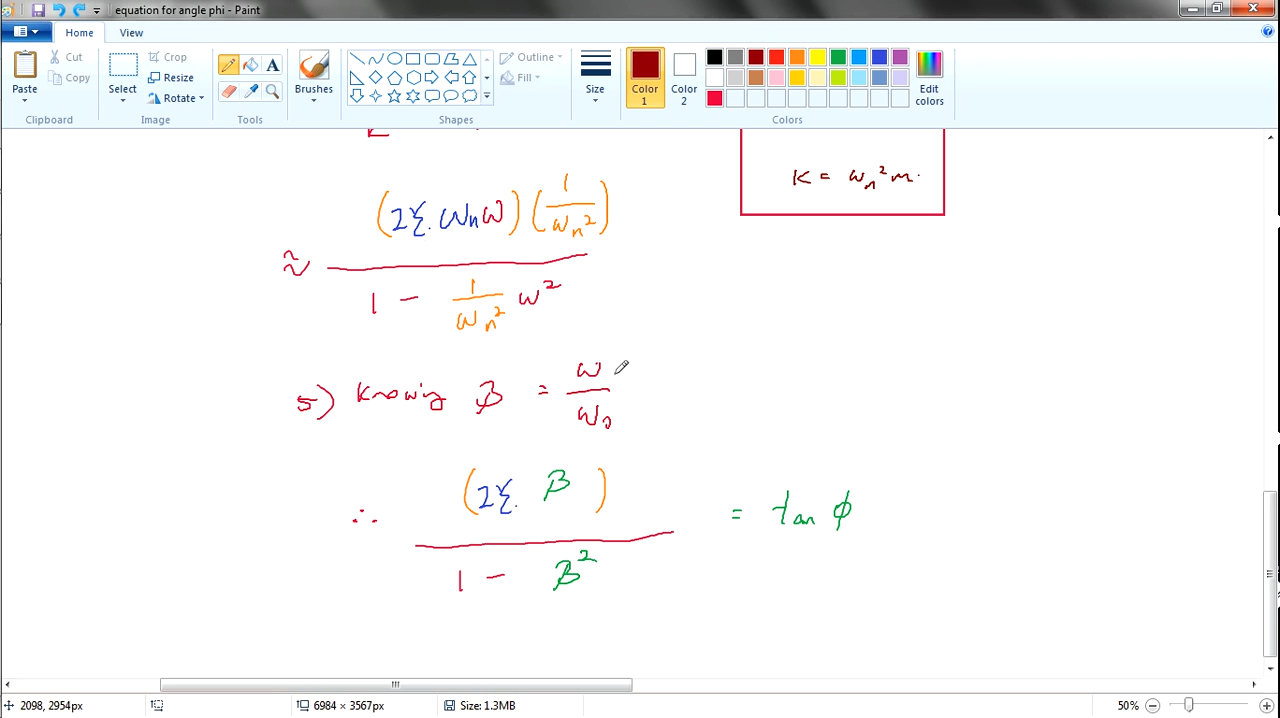 equation for angle phi - Paint
Home View
Paste
Cut
Copy
Clipboard
Select
Crop
Resize
Rotate
Image
A
Tools
Brushes
Shapes
Outline
Fill
Size
Color 1
Color 2
Edit colors
Colors
K = ωn² m.
≈ (2ξ. ωn ω) (1/ωn²)
1 - 1/ωn² ω²
5) Knowing β = ω/ωn
∴ (2ξ. β) / 1 - β² = tan ϕ
2098, 2954px
6984 × 3567px
Size: 1.3MB
50%